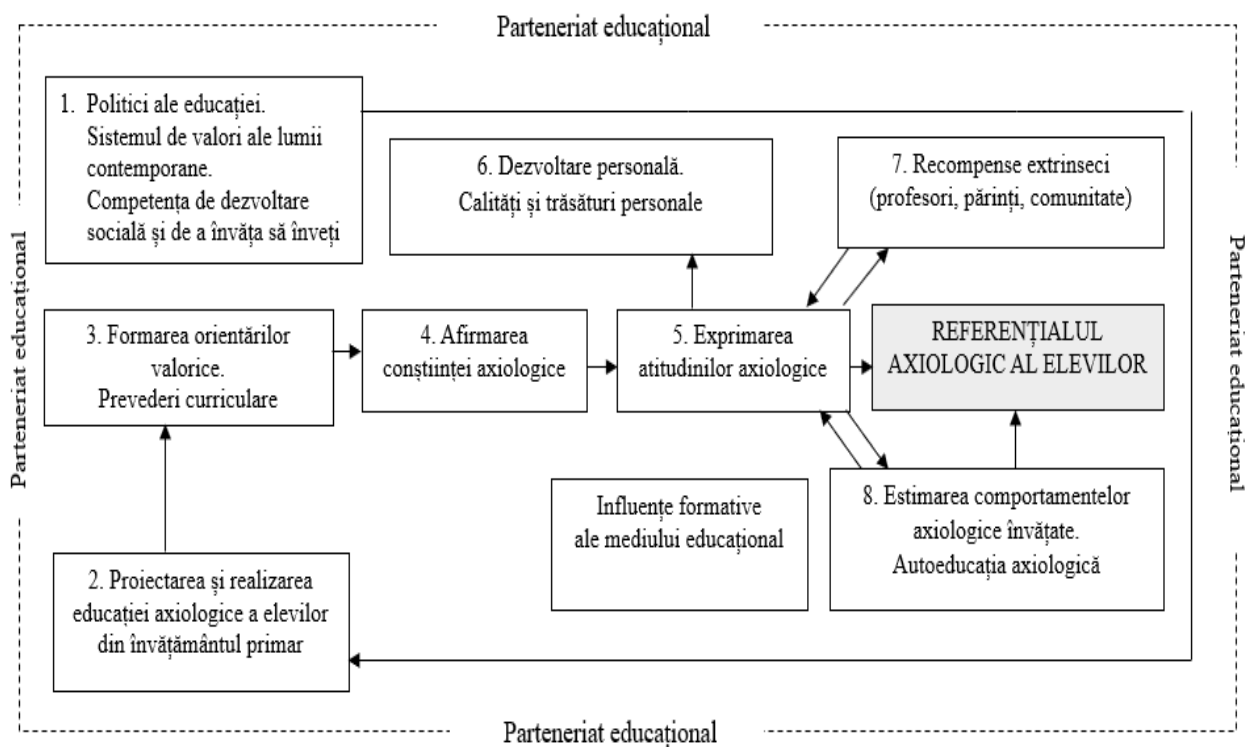 Parteneriat educațional
1. Politici ale educației.
Sistemul de valori ale lumii
contemporane.
Competența de dezvoltare
socială și de a învăța să înveți
6. Dezvoltare personală.
Calități și trăsături personale
7. Recompense extrinseci
(profesori, părinți, comunitate)
Parteneriat educațional
Parteneriat educațional
3. Formarea orientărilor
valorice.
Prevederi curriculare
4. Afirmarea
conștiinței axiologice
5. Exprimarea
atitudinilor axiologice
REFERENȚIALUL
AXIOLOGIC AL ELEVILOR
Influențe formative
ale mediului educațional
8. Estimarea comportamentelor
axiologice învățate.
Autoeducația axiologică
2. Proiectarea și realizarea
educației axiologice a elevilor
din învățământul primar
Parteneriat educațional